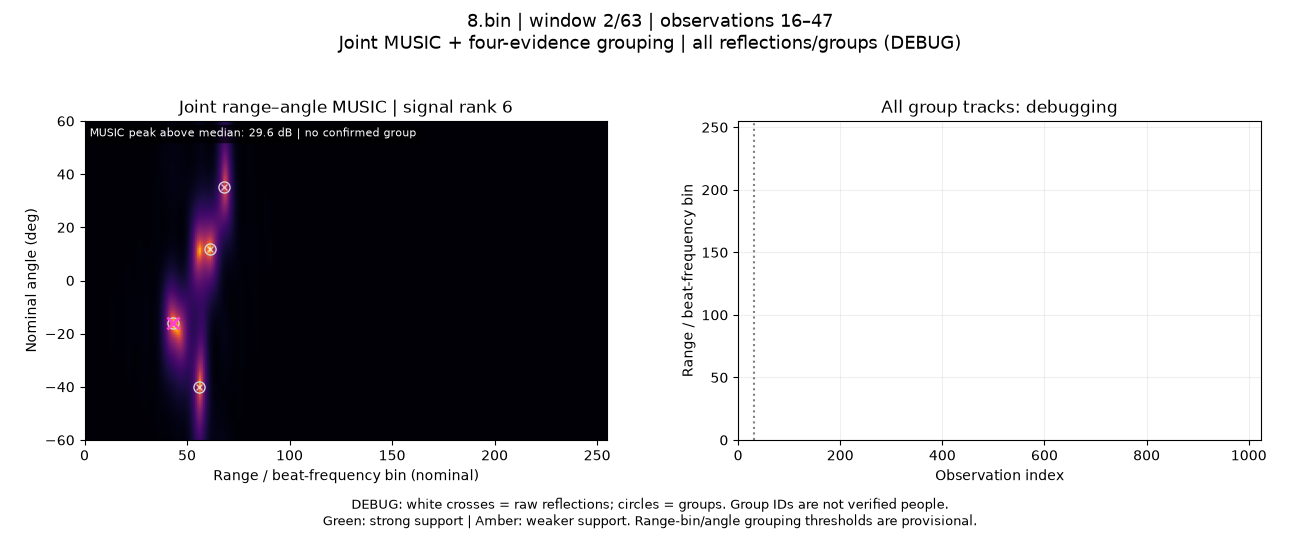 8.bin | window 2/63 | observations 16–47
Joint MUSIC + four-evidence grouping | all reflections/groups (DEBUG)
Joint range–angle MUSIC | signal rank 6
MUSIC peak above median: 29.6 dB | no confirmed group
60
40
20
0
−20
−40
−60
Nominal angle (deg)
0
50
100
150
200
250
Range / beat-frequency bin (nominal)
All group tracks: debugging
250
200
150
100
50
0
Range / beat-frequency bin
0
200
400
600
800
1000
Observation index
DEBUG: white crosses = raw reflections; circles = groups. Group IDs are not verified people.
Green: strong support | Amber: weaker support. Range-bin/angle grouping thresholds are provisional.